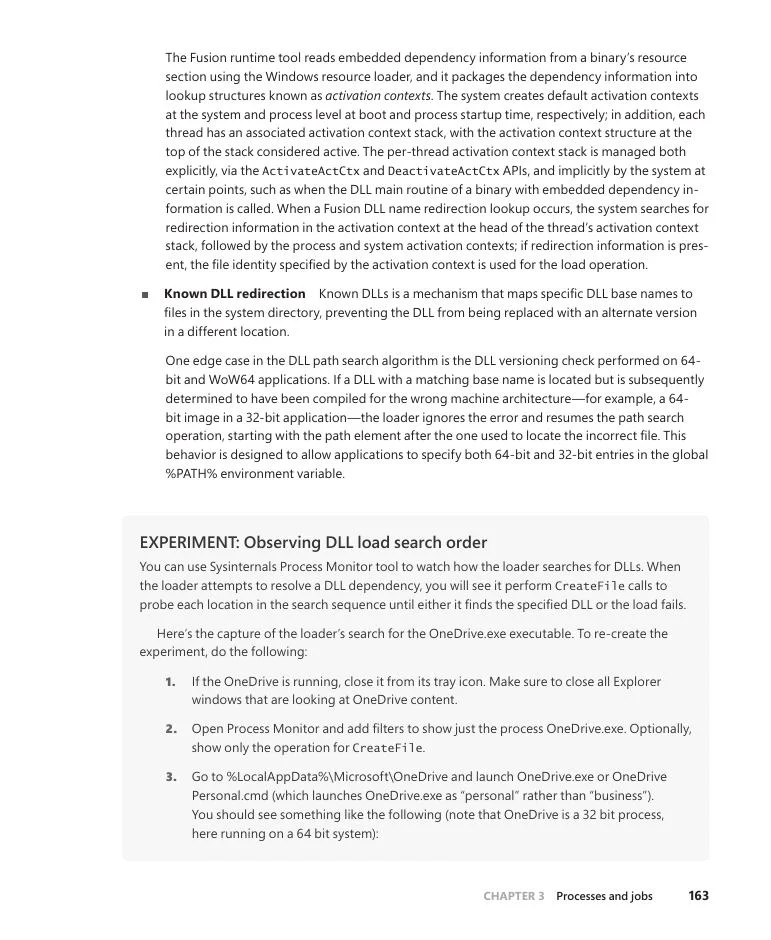 The Fusion runtime tool reads embedded dependency information from a binary's resource
section using the Windows resource loader, and it packages the dependency information into
lookup structures known as activation contexts. The system creates default activation contexts
at the system and process level at boot and process startup time, respectively; in addition, each
thread has an associated activation context stack, with the activation context structure at the
top of the stack considered active. The per-thread activation context stack is managed both
explicitly, via the ActivateActCtx and DeactivateActCtx APIs, and implicitly by the system at
certain points, such as when the DLL main routine of a binary with embedded dependency in-
formation is called. When a Fusion DLL name redirection lookup occurs, the system searches for
redirection information in the activation context at the head of the thread's activation context
stack, followed by the process and system activation contexts; if redirection information is pres-
ent, the file identity specified by the activation context is used for the load operation.
■ Known DLL redirection Known DLLs is a mechanism that maps specific DLL base names to
files in the system directory, preventing the DLL from being replaced with an alternate version
in a different location.
One edge case in the DLL path search algorithm is the DLL versioning check performed on 64-
bit and WoW64 applications. If a DLL with a matching base name is located but is subsequently
determined to have been compiled for the wrong machine architecture—for example, a 64-
bit image in a 32-bit application—the loader ignores the error and resumes the path search
operation, starting with the path element after the one used to locate the incorrect file. This
behavior is designed to allow applications to specify both 64-bit and 32-bit entries in the global
%PATH% environment variable.
EXPERIMENT: Observing DLL load search order
You can use Sysinternals Process Monitor tool to watch how the loader searches for DLLs. When
the loader attempts to resolve a DLL dependency, you will see it perform CreateFile calls to
probe each location in the search sequence until either it finds the specified DLL or the load fails.
Here's the capture of the loader's search for the OneDrive.exe executable. To re-create the
experiment, do the following:
1. If the OneDrive is running, close it from its tray icon. Make sure to close all Explorer
windows that are looking at OneDrive content.
2. Open Process Monitor and add filters to show just the process OneDrive.exe. Optionally,
show only the operation for CreateFile.
3. Go to %LocalAppData%\Microsoft\OneDrive and launch OneDrive.exe or OneDrive
Personal.cmd (which launches OneDrive.exe as “personal” rather than “business”).
You should see something like the following (note that OneDrive is a 32 bit process,
here running on a 64 bit system):
CHAPTER 3 Processes and jobs 163